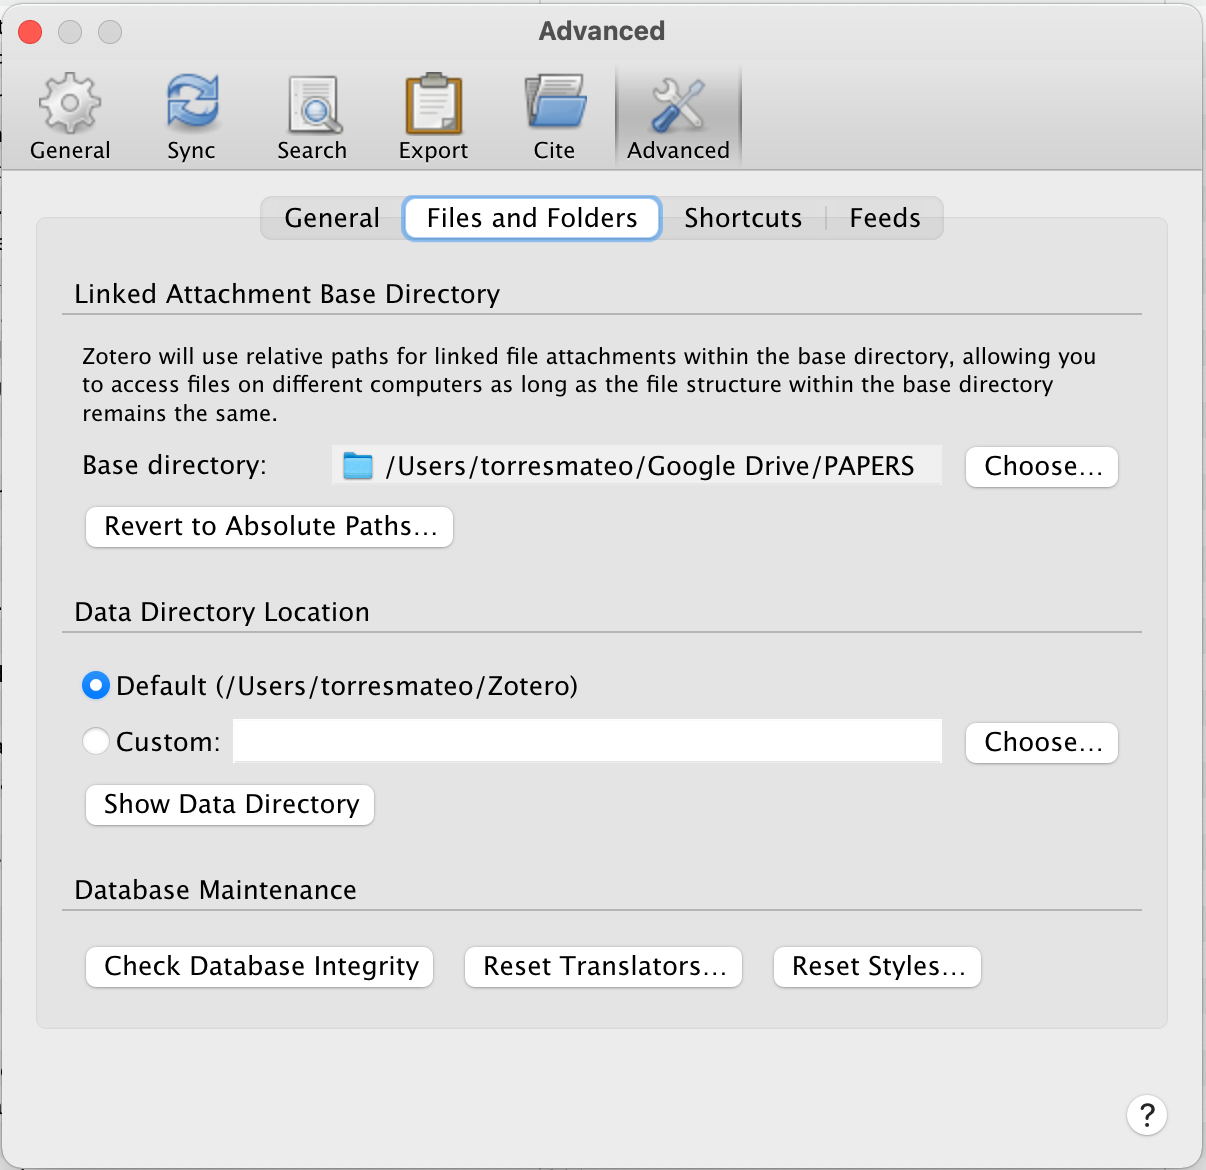 Advanced
General
Sync
Search
Export
Cite
Advanced
General
Files and Folders
Shortcuts
Feeds
Linked Attachment Base Directory
Zotero will use relative paths for linked file attachments within the base directory, allowing you
to access files on different computers as long as the file structure within the base directory
remains the same.
Base directory:
/Users/torresmateo/Google Drive/PAPERS
Choose...
Revert to Absolute Paths...
Data Directory Location
Default (/Users/torresmateo/Zotero)
Custom:
Choose...
Show Data Directory
Database Maintenance
Check Database Integrity
Reset Translators...
Reset Styles...
?